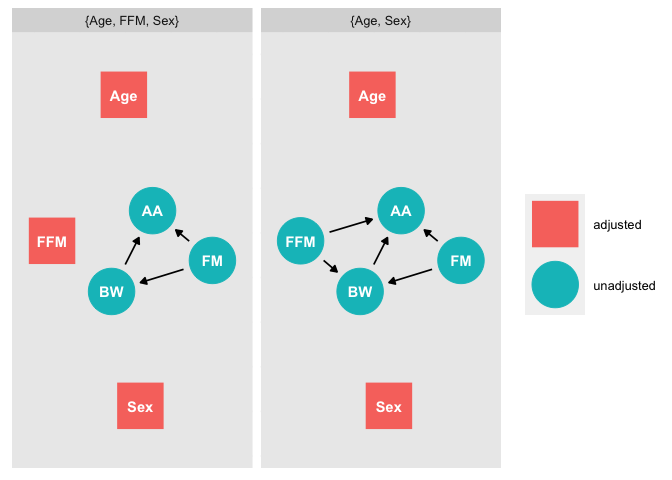 {Age, FFM, Sex}
Age
AA
FFM
FM
BW
Sex
{Age, Sex}
Age
AA
FFM
FM
BW
Sex
adjusted
unadjusted